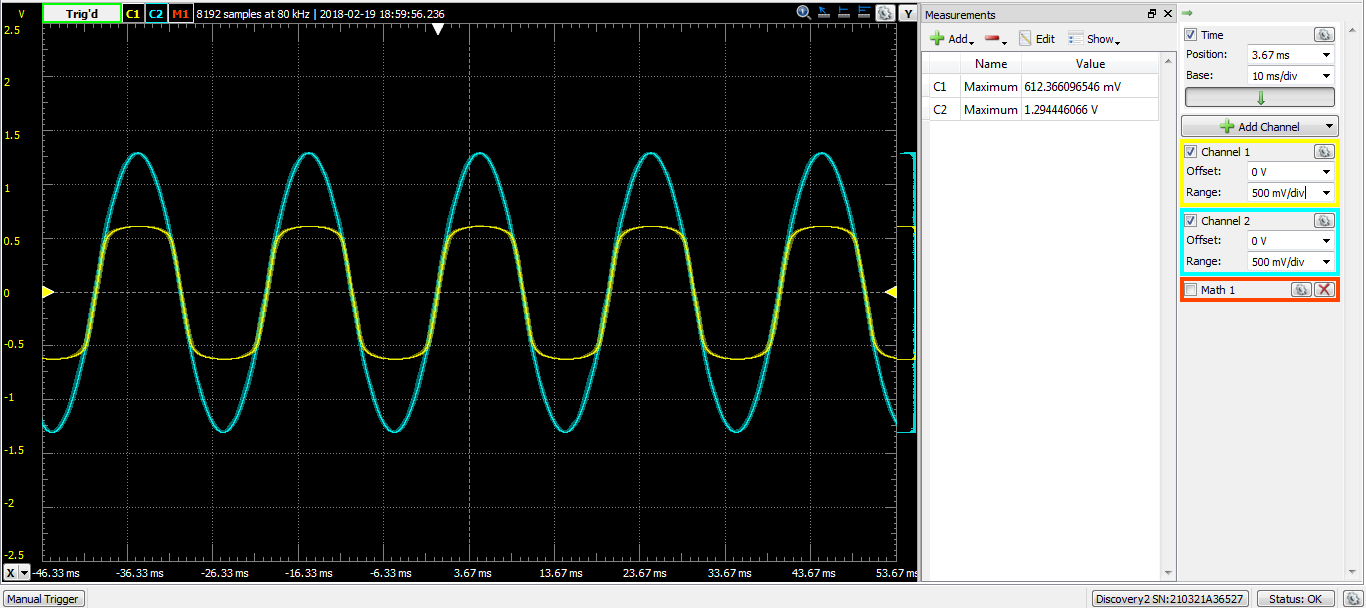 V Trig'd C1 C2 M1 8192 samples at 80 kHz | 2018-02-19 18:59:56.236 Y
2.5
2
1.5
1
0.5
0
-0.5
-1
-1.5
-2
-2.5
X -46.33 ms -36.33 ms -26.33 ms -16.33 ms -6.33 ms 3.67 ms 13.67 ms 23.67 ms 33.67 ms 43.67 ms 53.67 ms
Measurements
Add Edit Show
Name Value
C1 Maximum 612.366096546 mV
C2 Maximum 1.294446066 V
Time
Position: 3.67 ms
Base: 10 ms/div
Add Channel
Channel 1
Offset: 0 V
Range: 500 mV/div
Channel 2
Offset: 0 V
Range: 500 mV/div
Math 1
Manual Trigger Discovery2 SN:210321A36527 Status: OK